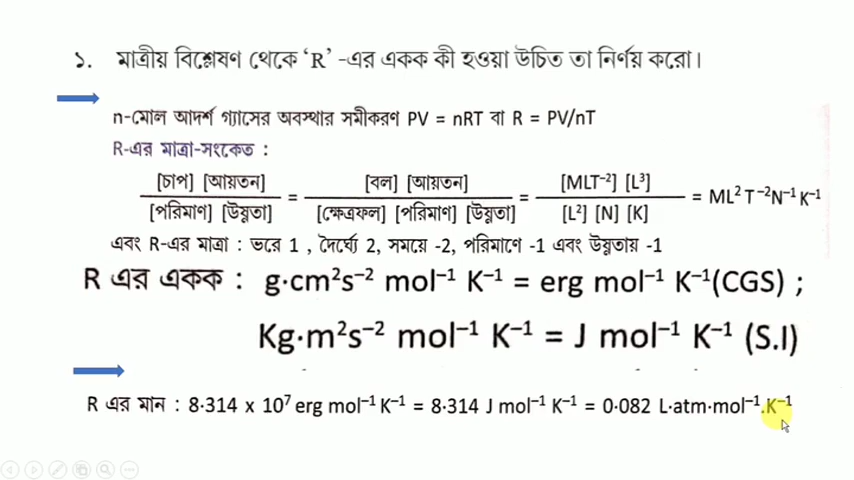 ১. মাত্রীয় বিশ্লেষণ থেকে ‘R’ -এর একক কী হওয়া উচিত তা নির্ণয় করো।
n-মোল আদর্শ গ্যাসের অবস্থার সমীকরণ PV = nRT বা R = PV/nT
R-এর মাত্রা-সংকেত :
[চাপ] [আয়তন] / [পরিমাণ] [উষ্ণতা] = [বল] [আয়তন] / [ক্ষেত্রফল] [পরিমাণ] [উষ্ণতা] = [MLT⁻²] [L³] / [L²] [N] [K] = ML² T⁻²N⁻¹ K⁻¹
এবং R-এর মাত্রা : ভরে 1 , দৈর্ঘ্যে 2, সময়ে -2, পরিমাণে -1 এবং উষ্ণতায় -1
R এর একক : g·cm²s⁻² mol⁻¹ K⁻¹ = erg mol⁻¹ K⁻¹(CGS) ;
Kg·m²s⁻² mol⁻¹ K⁻¹ = J mol⁻¹ K⁻¹ (S.I)
R এর মান : 8·314 x 10⁷ erg mol⁻¹ K⁻¹ = 8·314 J mol⁻¹ K⁻¹ = 0·082 L·atm·mol⁻¹.K⁻¹